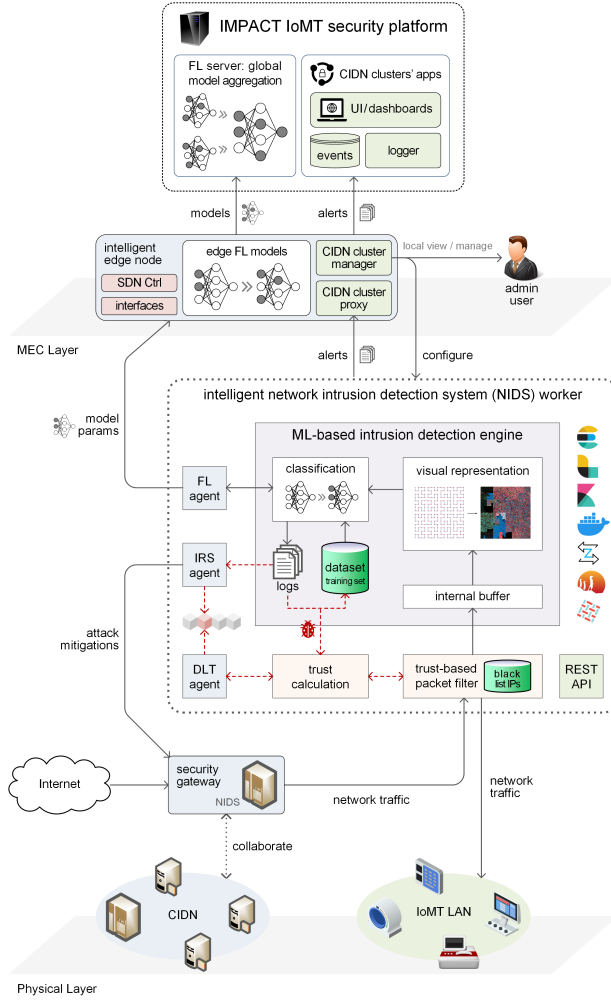 IMPACT IoMT security platform
FL server: global
model aggregation
CIDN clusters' apps
UI/dashboards
events
logger
models
alerts
intelligent
edge node
SDN Ctrl
interfaces
edge FL models
CIDN cluster
manager
CIDN cluster
proxy
local view / manage
admin
user
MEC Layer
alerts
configure
intelligent network intrusion detection system (NIDS) worker
model
params
ML-based intrusion detection engine
classification
visual representation
FL
agent
IRS
agent
logs
dataset
training set
internal buffer
attack
mitigations
DLT
agent
trust
calculation
trust-based
packet filter
black
list IPs
REST
API
Internet
security
gateway
NIDS
network traffic
network
traffic
collaborate
CIDN
IoMT LAN
Physical Layer